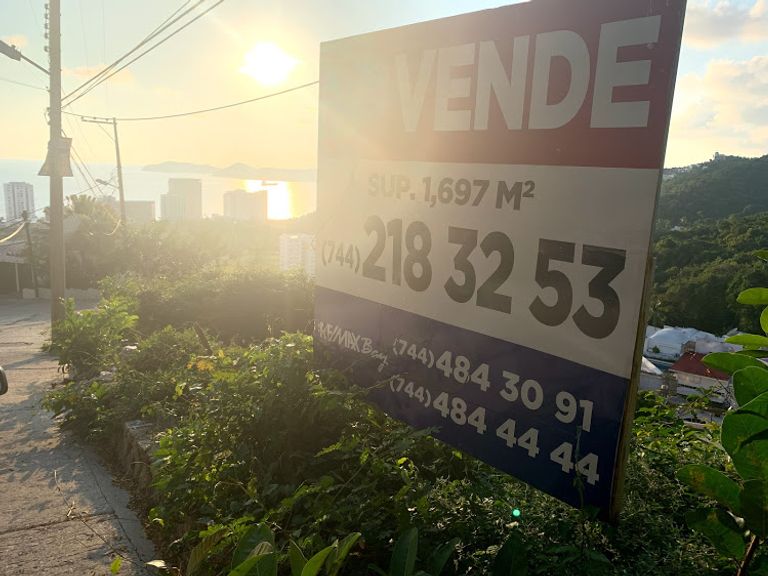 VENDE
SUP. 1,697 M²
(744) 218 32 53
RE/MAX Bay (744) 484 30 91
(744) 484 44 44